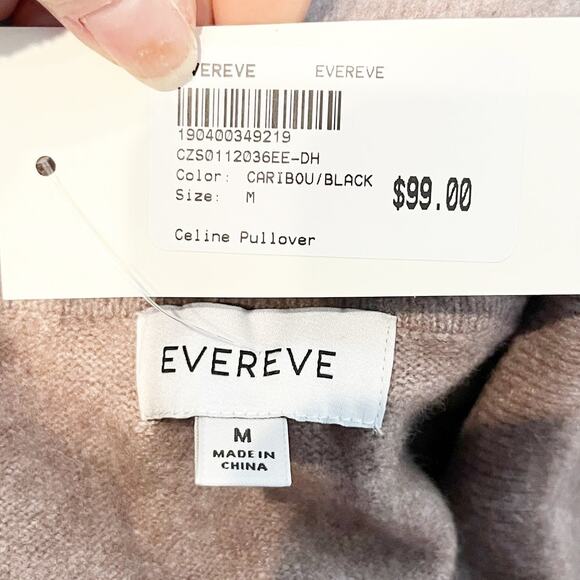 EVEREVE EVEREVE
190400349219
CZS0112036EE-DH
Color: CARIBOU/BLACK
Size: M
$99.00
Celine Pullover
EVEREVE
M
MADE IN
CHINA